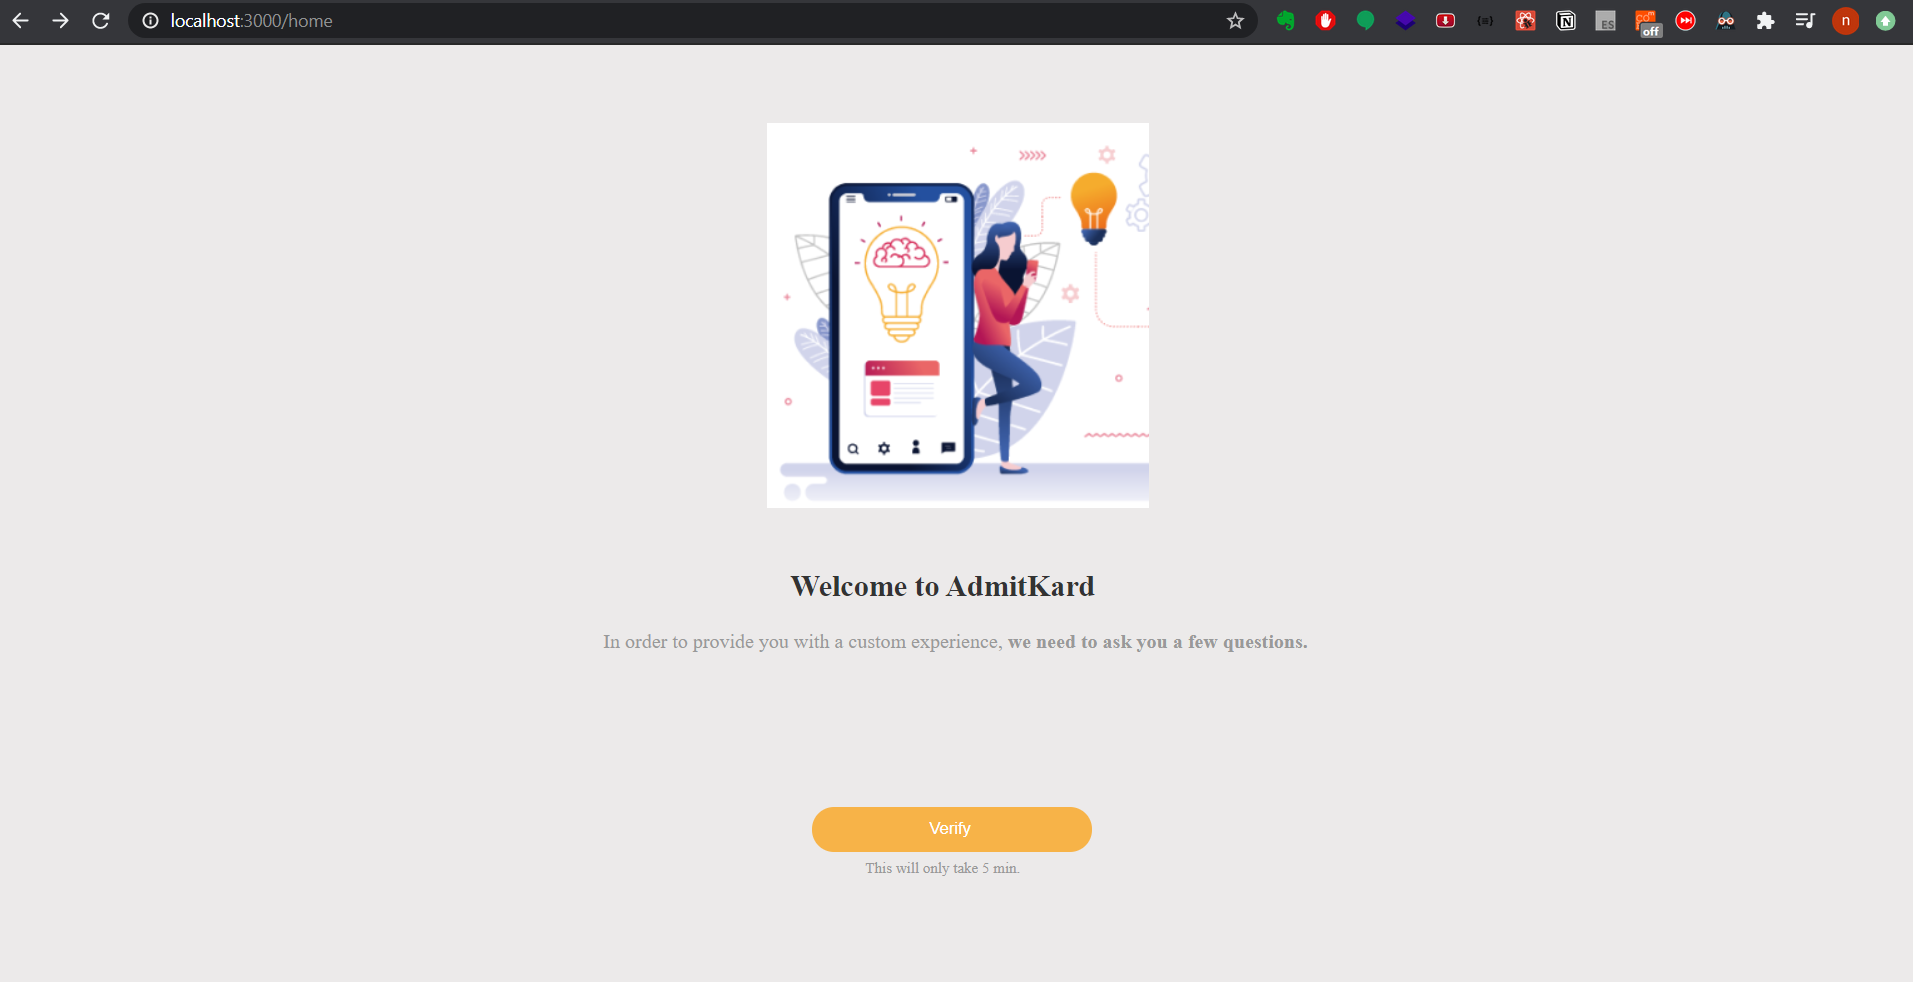 localhost:3000/home
ES
off
n
Welcome to AdmitKard
In order to provide you with a custom experience, we need to ask you a few questions.
Verify
This will only take 5 min.